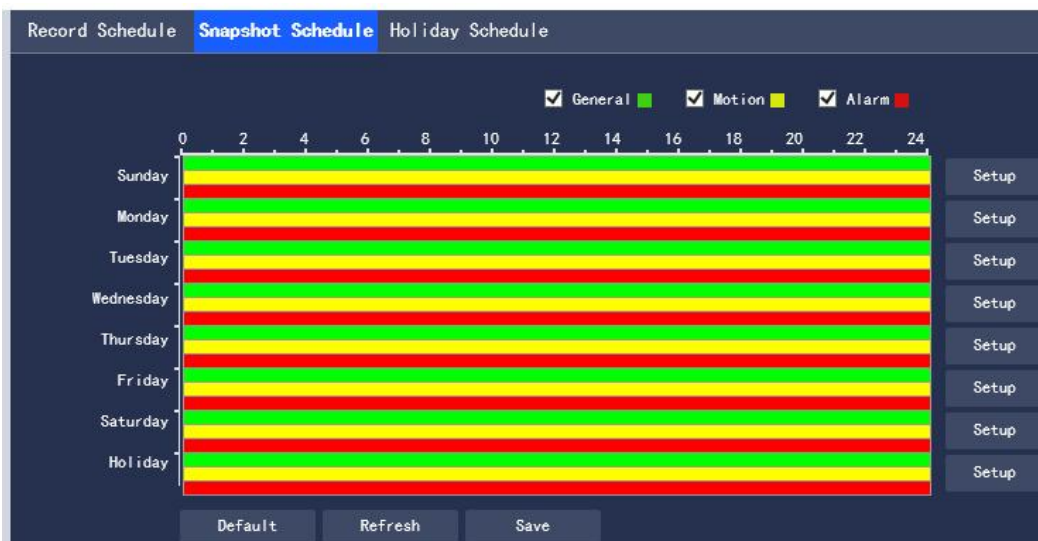 Record Schedule Snapshot Schedule Holiday Schedule
General Motion Alarm
0 2 4 6 8 10 12 14 16 18 20 22 24
Sunday Setup
Monday Setup
Tuesday Setup
Wednesday Setup
Thursday Setup
Friday Setup
Saturday Setup
Holiday Setup
Default Refresh Save